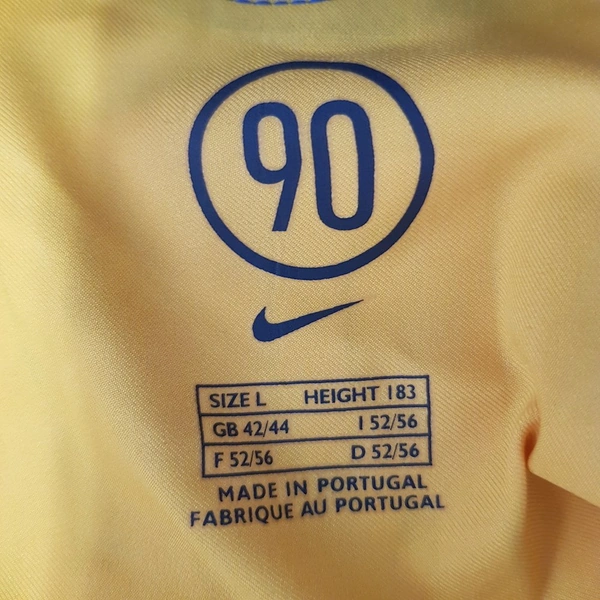 90
SIZE L HEIGHT 183
GB 42/44 I 52/56
F 52/56 D 52/56
MADE IN PORTUGAL
FABRIQUE AU PORTUGAL